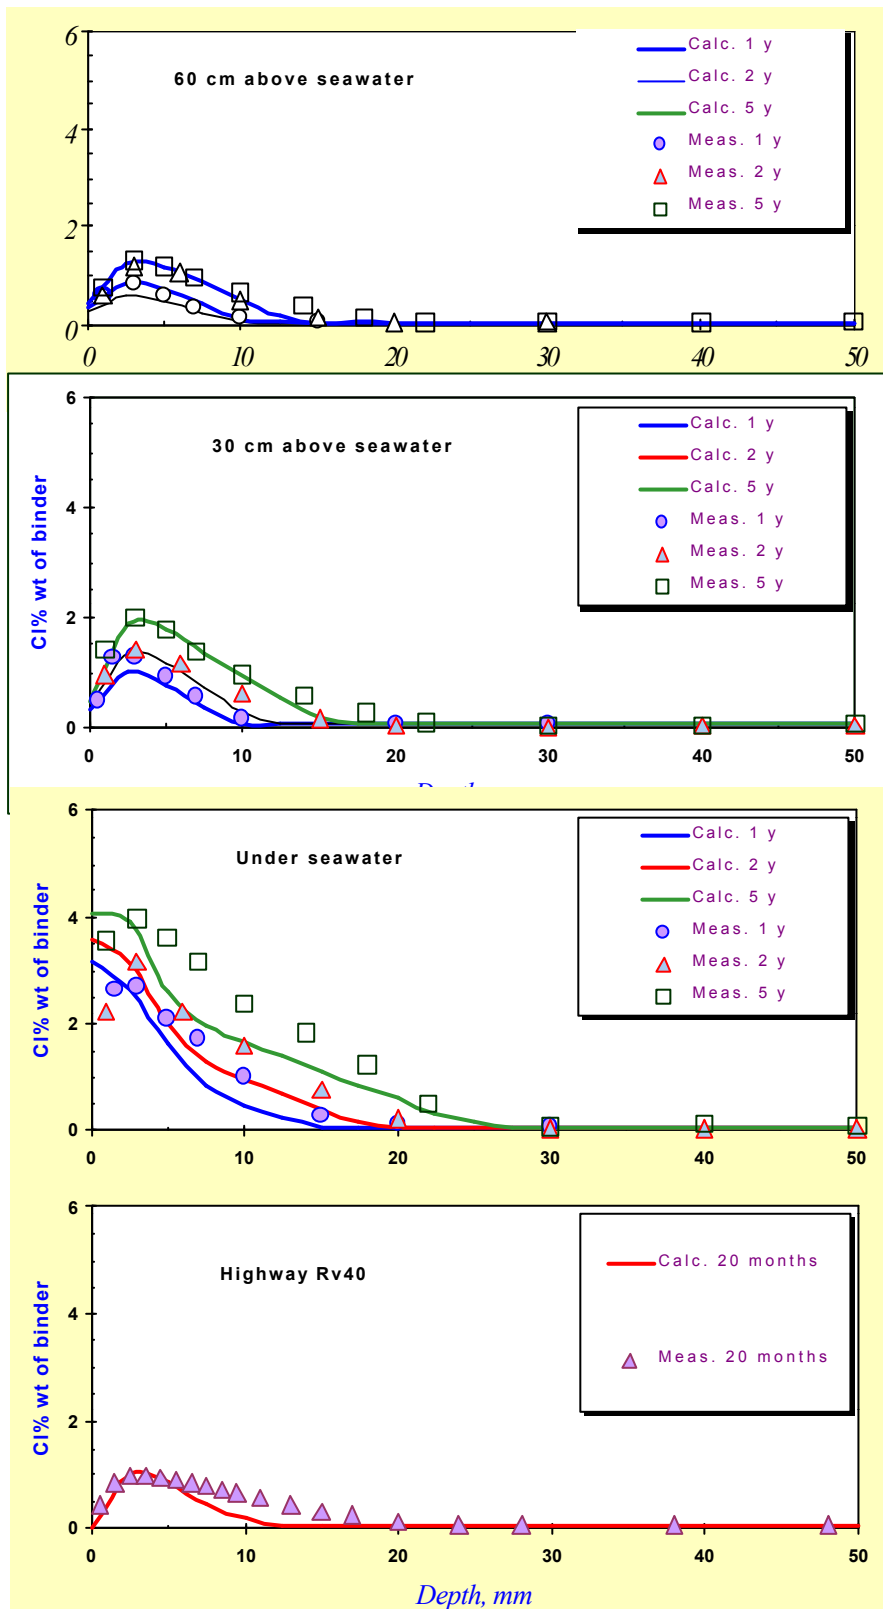 6
4
2
0
60 cm above seawater
Calc. 1 y
Calc. 2 y
Calc. 5 y
Meas. 1 y
Meas. 2 y
Meas. 5 y
0 10 20 30 40 50
Cl% wt of binder
6
4
2
0
30 cm above seawater
Calc. 1 y
Calc. 2 y
Calc. 5 y
Meas. 1 y
Meas. 2 y
Meas. 5 y
0 10 20 30 40 50
Cl% wt of binder
6
4
2
0
Under seawater
Calc. 1 y
Calc. 2 y
Calc. 5 y
Meas. 1 y
Meas. 2 y
Meas. 5 y
0 10 20 30 40 50
Cl% wt of binder
6
4
2
0
Highway Rv40
Calc. 20 months
Meas. 20 months
0 10 20 30 40 50
Depth, mm